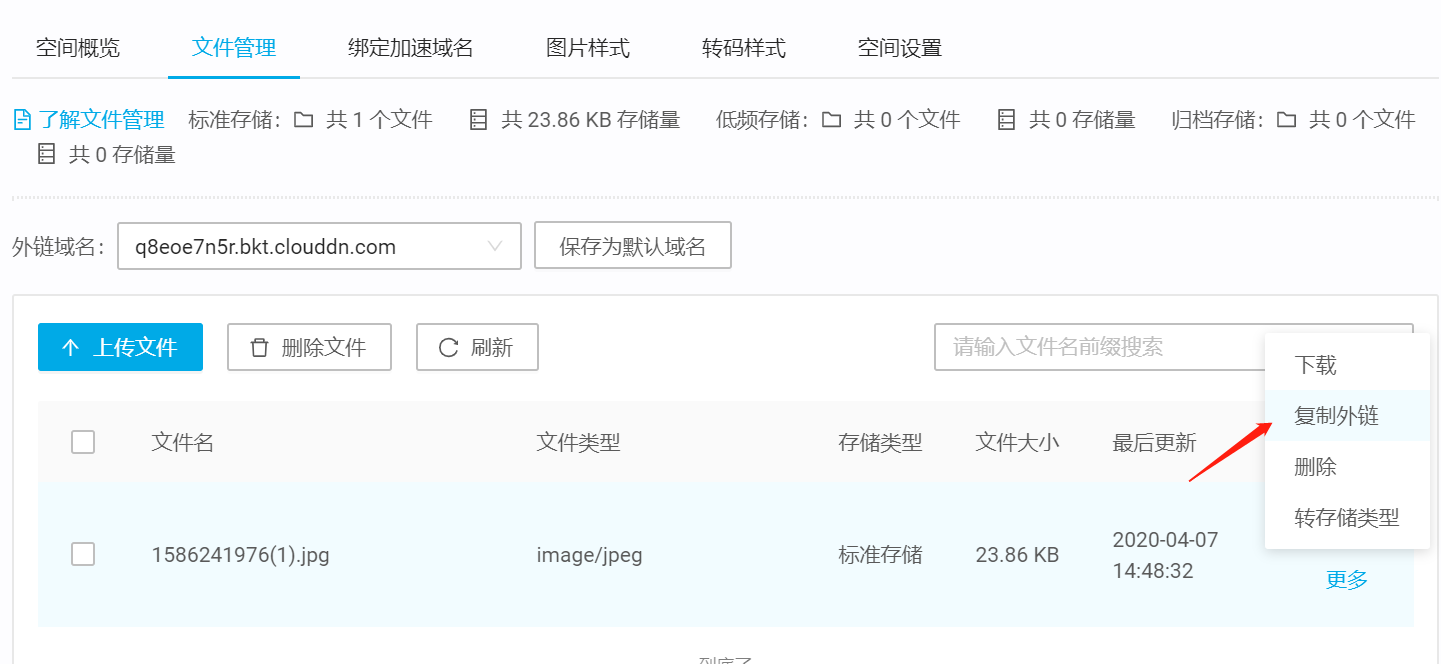 空间概览 文件管理 绑定加速域名 图片样式 转码样式 空间设置
了解文件管理 标准存储： 共 1 个文件 共 23.86 KB 存储量 低频存储： 共 0 个文件 共 0 存储量 归档存储： 共 0 个文件
共 0 存储量
外链域名： q8eoe7n5r.bkt.clouddn.com 保存为默认域名
上传文件 删除文件 刷新 请输入文件名前缀搜索
下载
复制外链
删除
转存储类型
文件名 文件类型 存储类型 文件大小 最后更新
1586241976(1).jpg image/jpeg 标准存储 23.86 KB 2020-04-07
14:48:32
更多
到底了